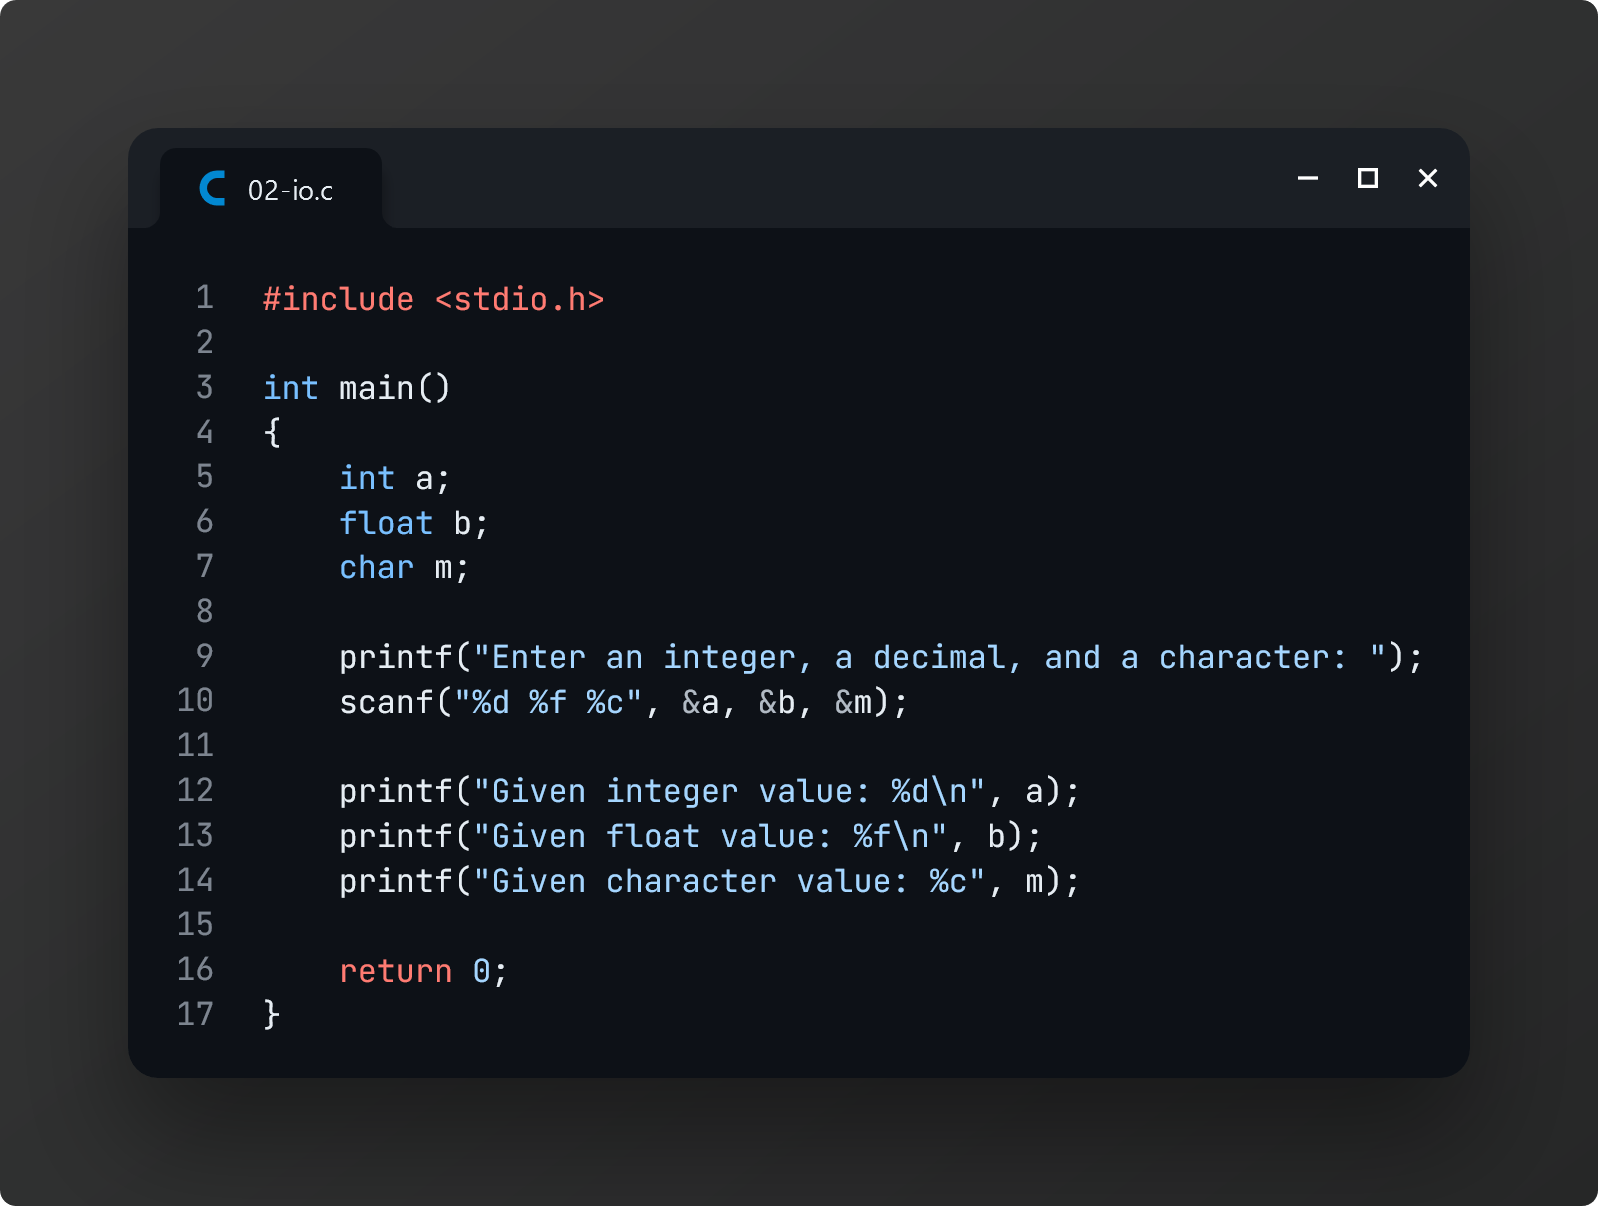 02-io.c
1 #include <stdio.h>
2
3 int main()
4 {
5     int a;
6     float b;
7     char m;
8
9     printf("Enter an integer, a decimal, and a character: ");
10     scanf("%d %f %c", &a, &b, &m);
11
12     printf("Given integer value: %d\n", a);
13     printf("Given float value: %f\n", b);
14     printf("Given character value: %c", m);
15
16     return 0;
17 }